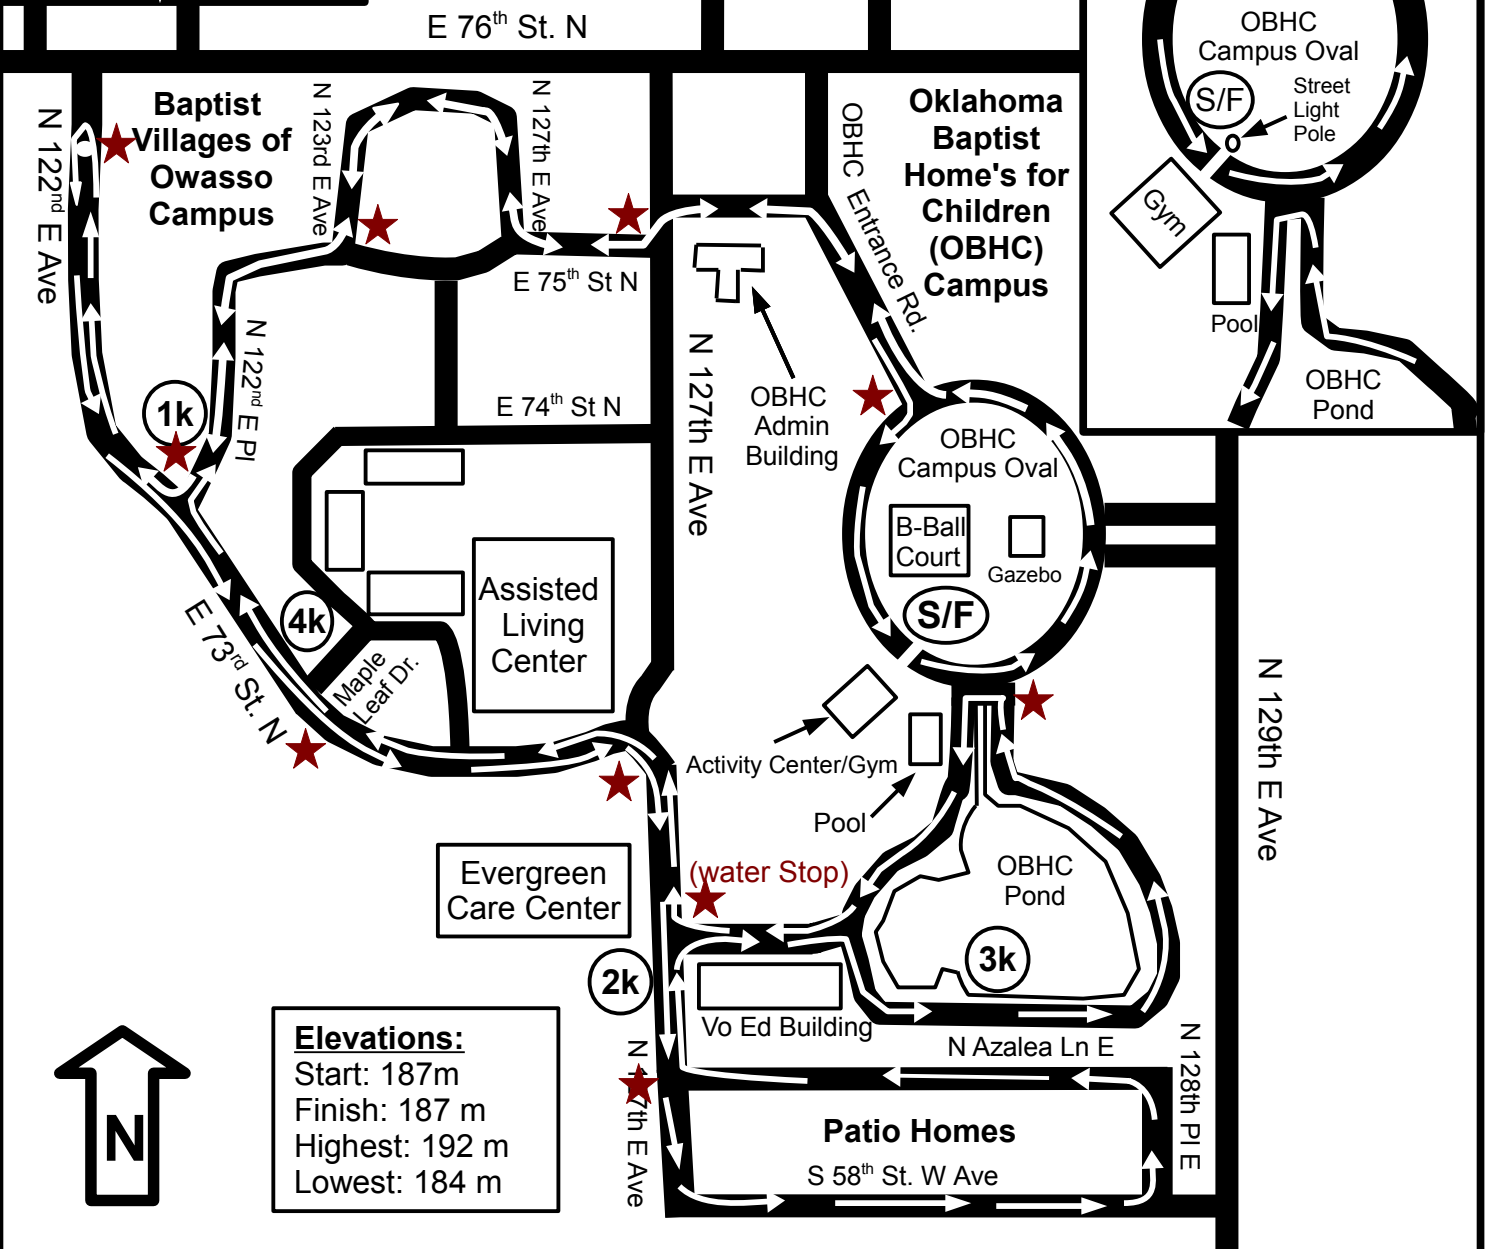 E 76th St. N
OBHC
Campus Oval
S/F
Street
Light
Pole
Gym
Pool
OBHC
Pond
N 122nd E Ave
Baptist
Villages of
Owasso
Campus
N 123rd E Ave
N 127th E Ave
OBHC Entrance Rd.
Oklahoma
Baptist
Home's for
Children
(OBHC)
Campus
E 75th St N
N 122nd E Pl
1k
E 74th St N
N 127th E Ave
OBHC
Admin
Building
OBHC
Campus Oval
B-Ball
Court
Gazebo
S/F
Assisted
Living
Center
4k
E 73rd St. N
Maple
Leaf Dr.
Activity Center/Gym
Pool
N 129th E Ave
(water Stop)
Evergreen
Care Center
OBHC
Pond
3k
2k
Vo Ed Building
N Azalea Ln E
N 128th Pl E
N 127th E Ave
Patio Homes
S 58th St. W Ave
N
Elevations:
Start: 187m
Finish: 187 m
Highest: 192 m
Lowest: 184 m